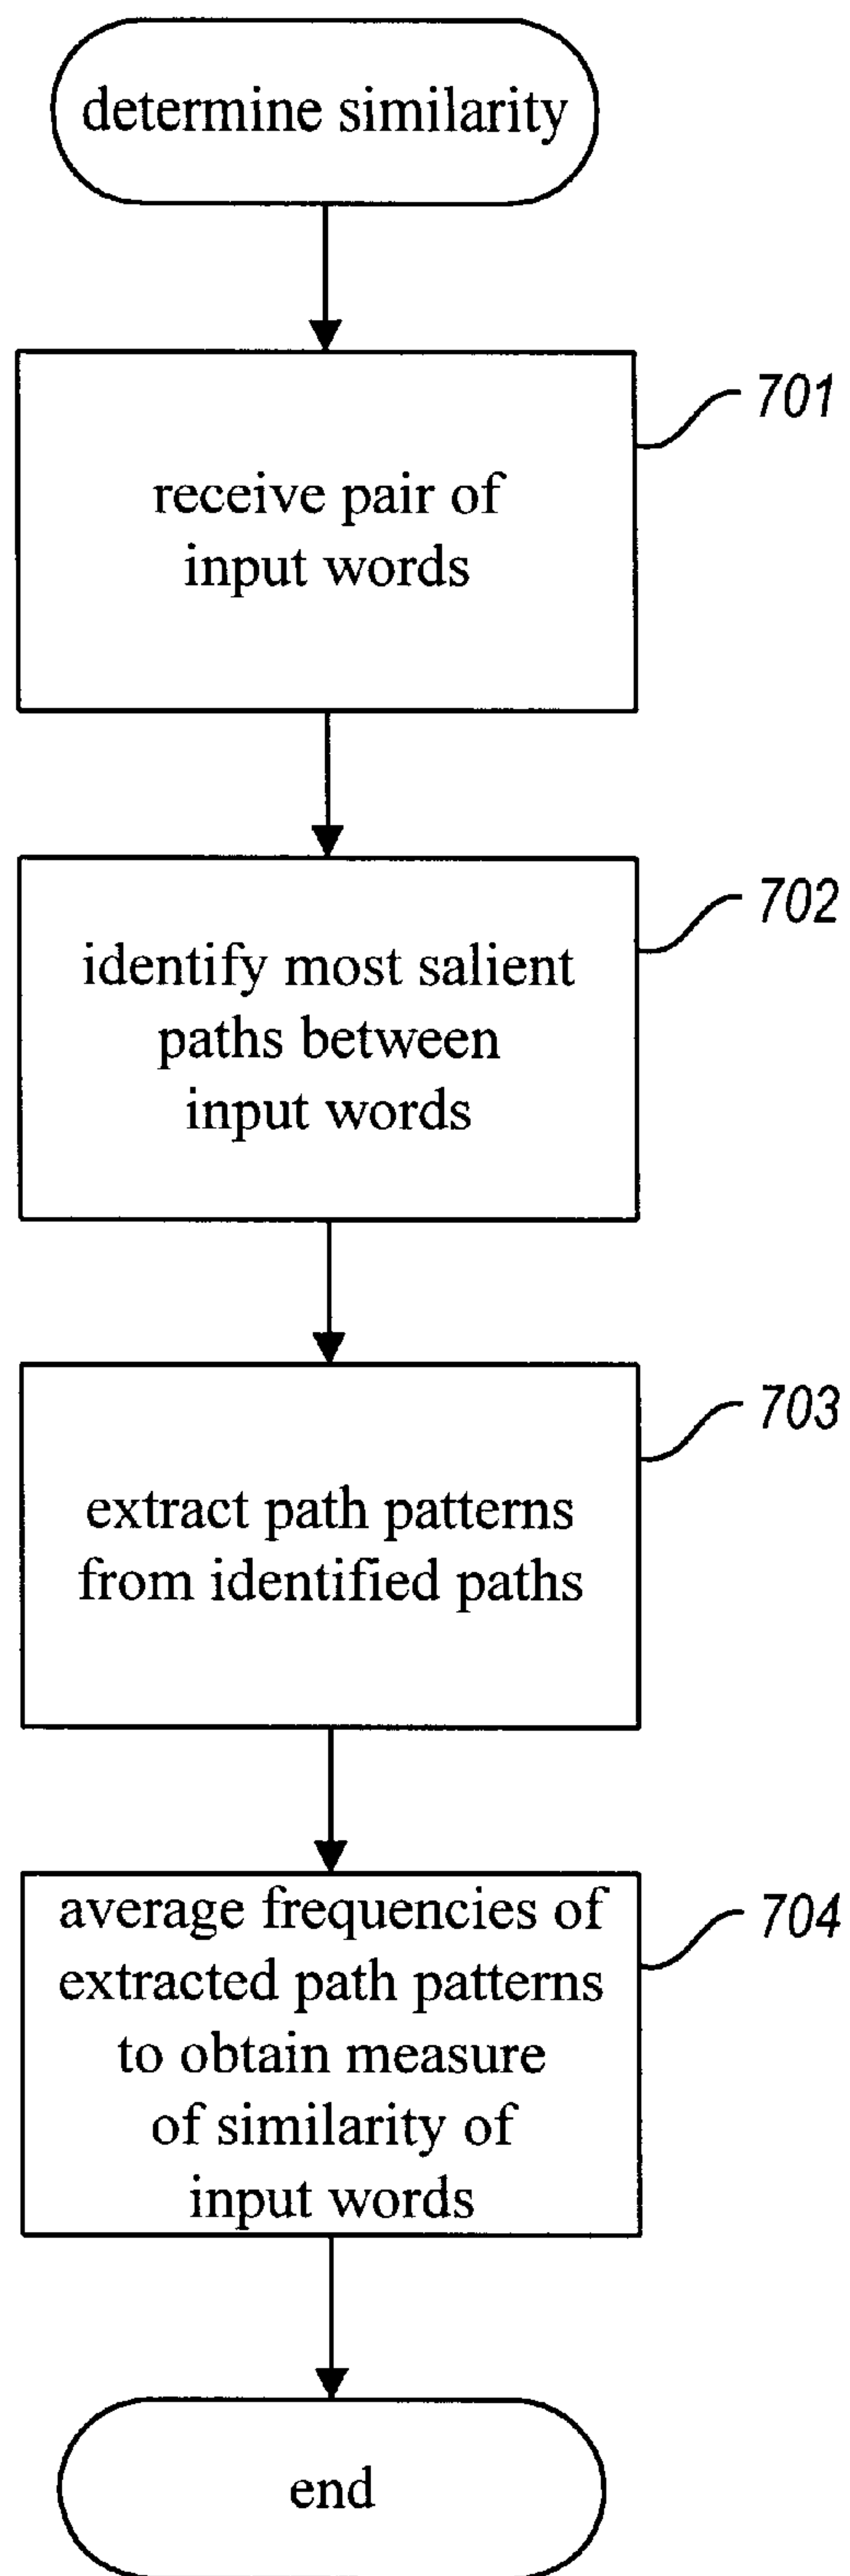 determine similarity
701
receive pair of
input words
702
identify most salient
paths between
input words
703
extract path patterns
from identified paths
704
average frequencies of
extracted path patterns
to obtain measure
of similarity of
input words
end